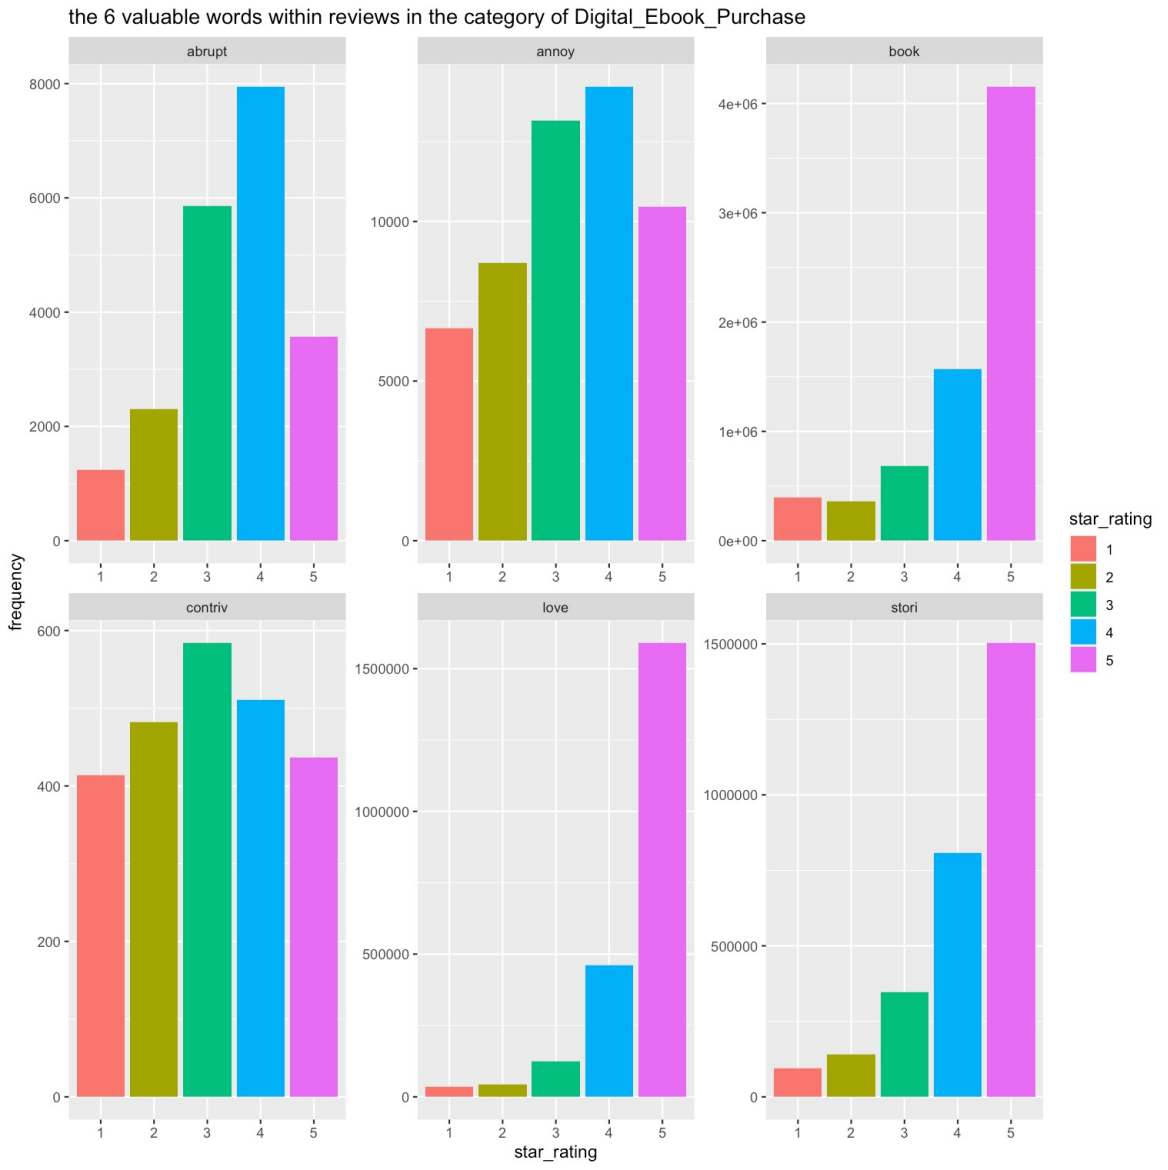 the 6 valuable words within reviews in the category of Digital_Ebook_Purchase
abrupt
8000
6000
4000
2000
0
1 2 3 4 5
annoy
10000
5000
0
1 2 3 4 5
book
4e+06
3e+06
2e+06
1e+06
0e+00
1 2 3 4 5
frequency
contriv
600
400
200
0
1 2 3 4 5
love
1500000
1000000
500000
0
1 2 3 4 5
stori
1500000
1000000
500000
0
1 2 3 4 5
star_rating
star_rating
1
2
3
4
5